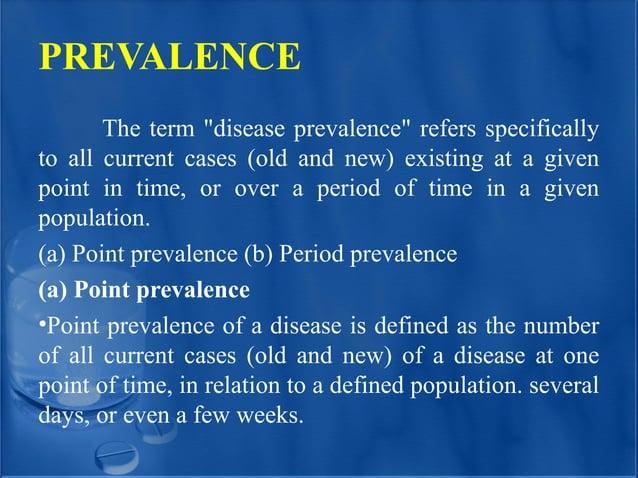 PREVALENCE
The term "disease prevalence" refers specifically
to all current cases (old and new) existing at a given
point in time, or over a period of time in a given
population.
(a) Point prevalence (b) Period prevalence
(a) Point prevalence
•Point prevalence of a disease is defined as the number
of all current cases (old and new) of a disease at one
point of time, in relation to a defined population. several
days, or even a few weeks.